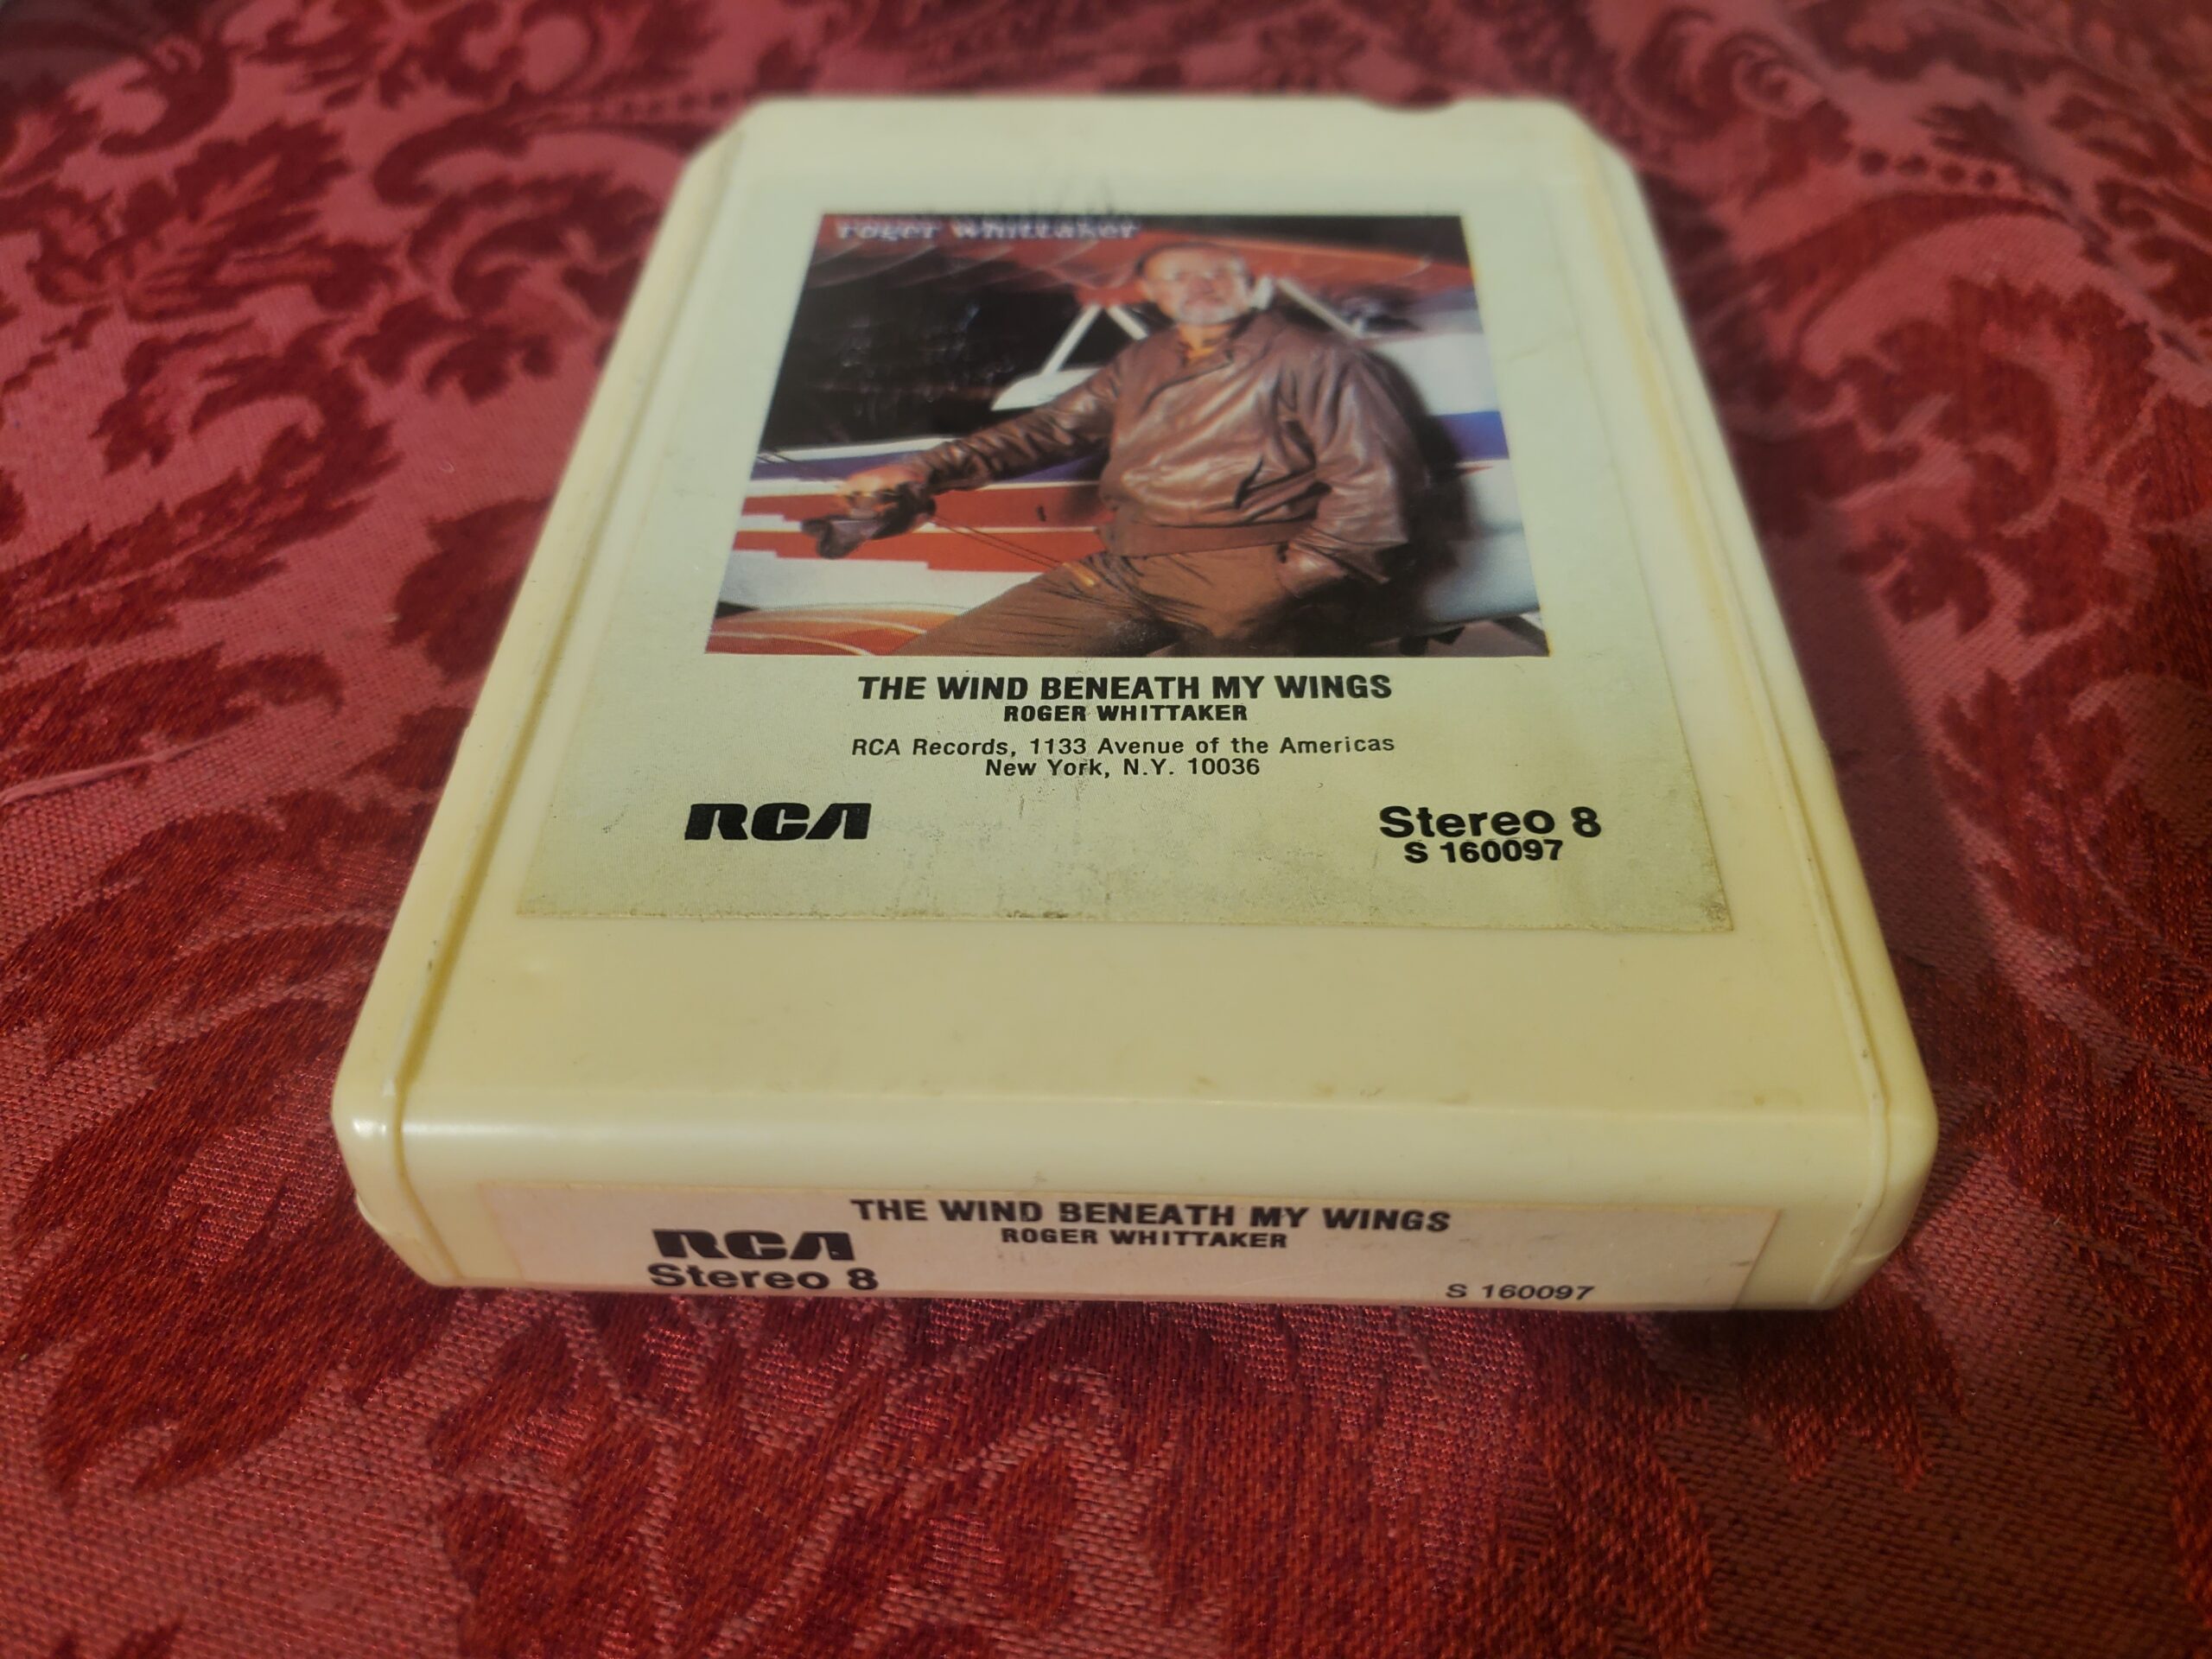 roger whittaker
THE WIND BENEATH MY WINGS
ROGER WHITTAKER
RCA Records, 1133 Avenue of the Americas
New York, N.Y. 10036
RCA
Stereo 8
S 160097
THE WIND BENEATH MY WINGS
ROGER WHITTAKER
RCA
Stereo 8
S 160097